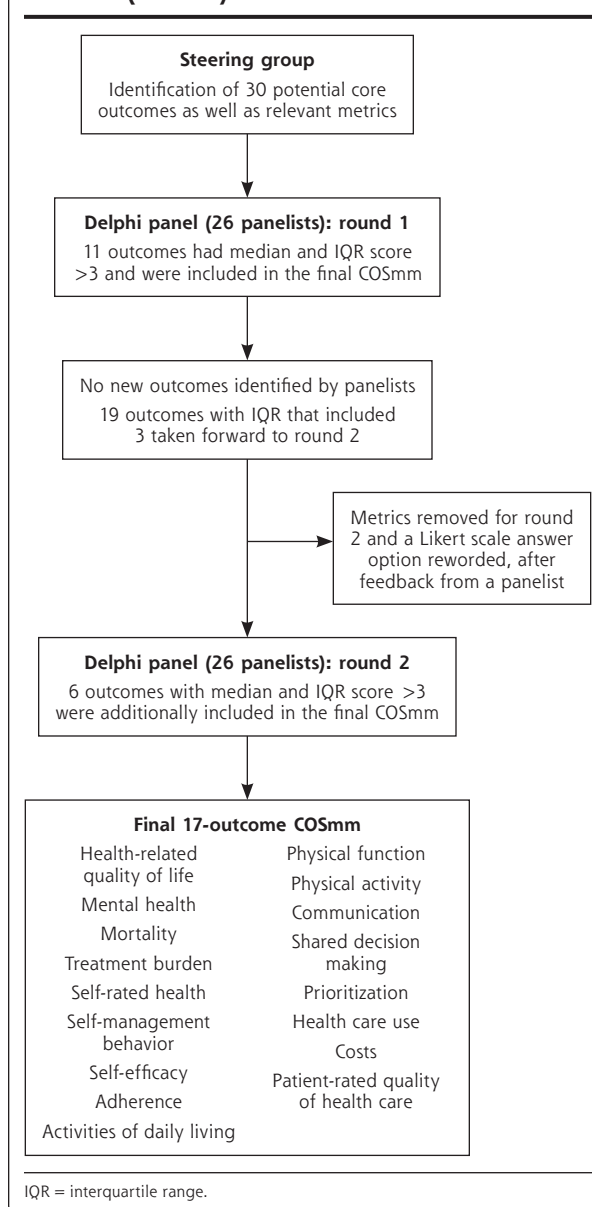 Steering group
Identification of 30 potential core
outcomes as well as relevant metrics
Delphi panel (26 panelists): round 1
11 outcomes had median and IQR score
>3 and were included in the final COSmm
No new outcomes identified by panelists
19 outcomes with IQR that included
3 taken forward to round 2
Metrics removed for round
2 and a Likert scale answer
option reworded, after
feedback from a panelist
Delphi panel (26 panelists): round 2
6 outcomes with median and IQR score >3
were additionally included in the final COSmm
Final 17-outcome COSmm
Health-related
quality of life
Mental health
Mortality
Treatment burden
Self-rated health
Self-management
behavior
Self-efficacy
Adherence
Activities of daily living
Physical function
Physical activity
Communication
Shared decision
making
Prioritization
Health care use
Costs
Patient-rated quality
of health care
IQR = interquartile range.